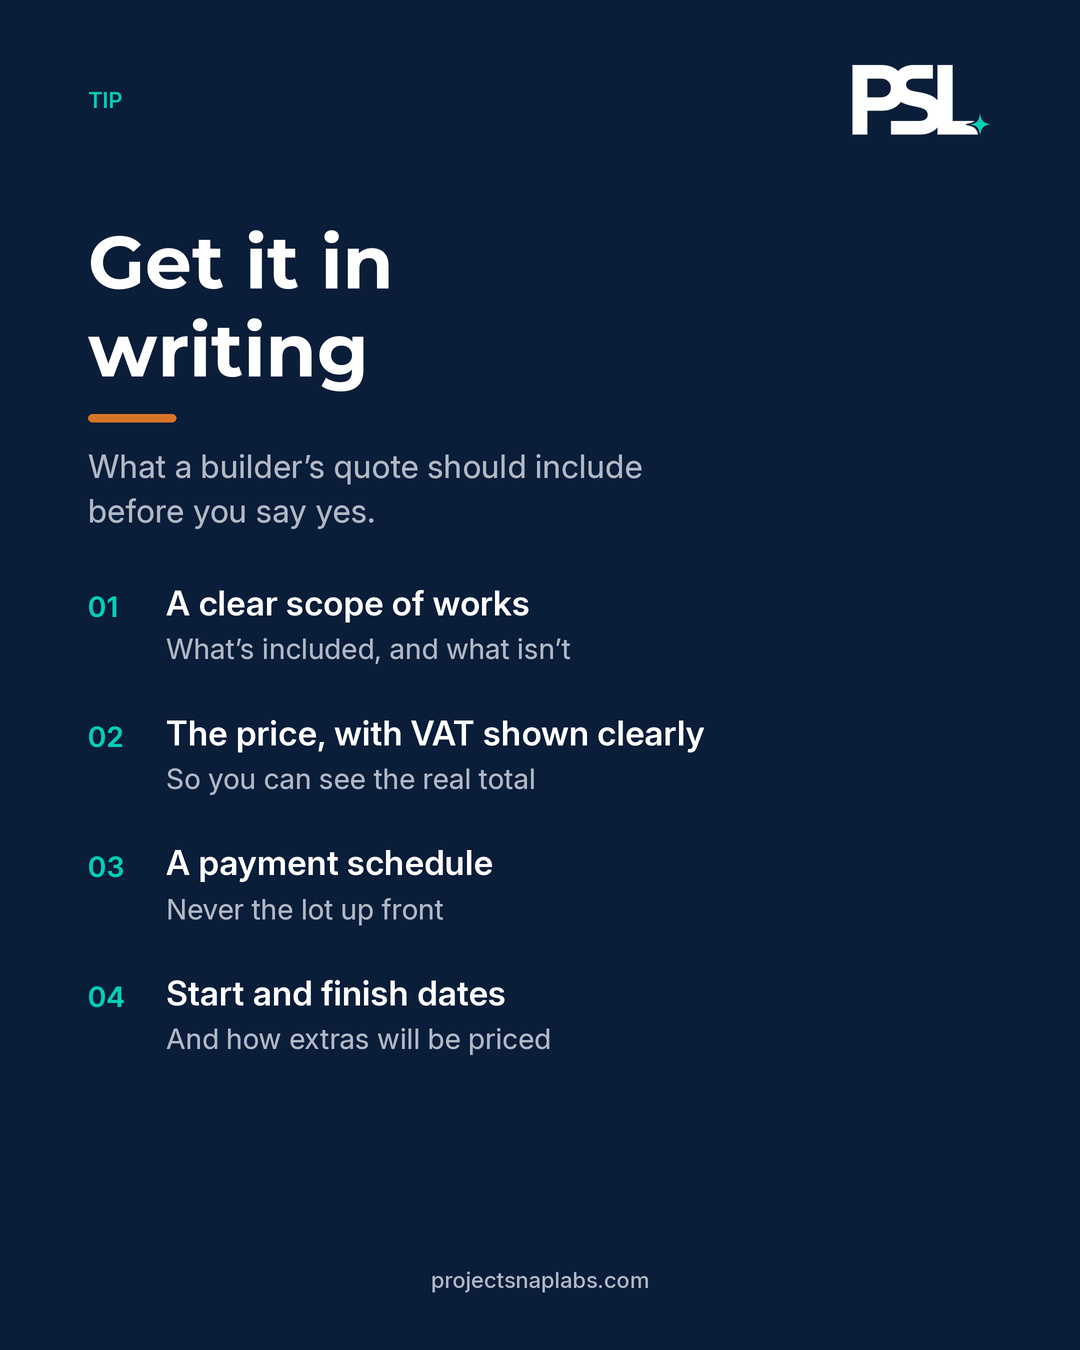 TIP
PSL
Get it in
writing
What a builder’s quote should include
before you say yes.
01 A clear scope of works
What’s included, and what isn’t
02 The price, with VAT shown clearly
So you can see the real total
03 A payment schedule
Never the lot up front
04 Start and finish dates
And how extras will be priced
projectsnaplabs.com